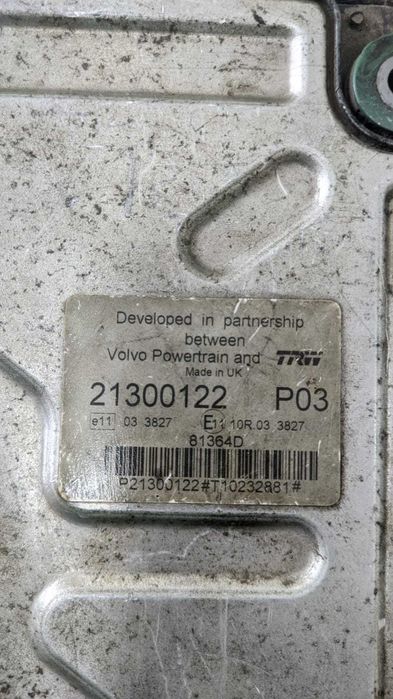 Developed in partnership
between
Volvo Powertrain and TRW
Made in UK
21300122 P03
e11 03 3827 E11 10R.03 3827
81364D
P21300122#T10232881#